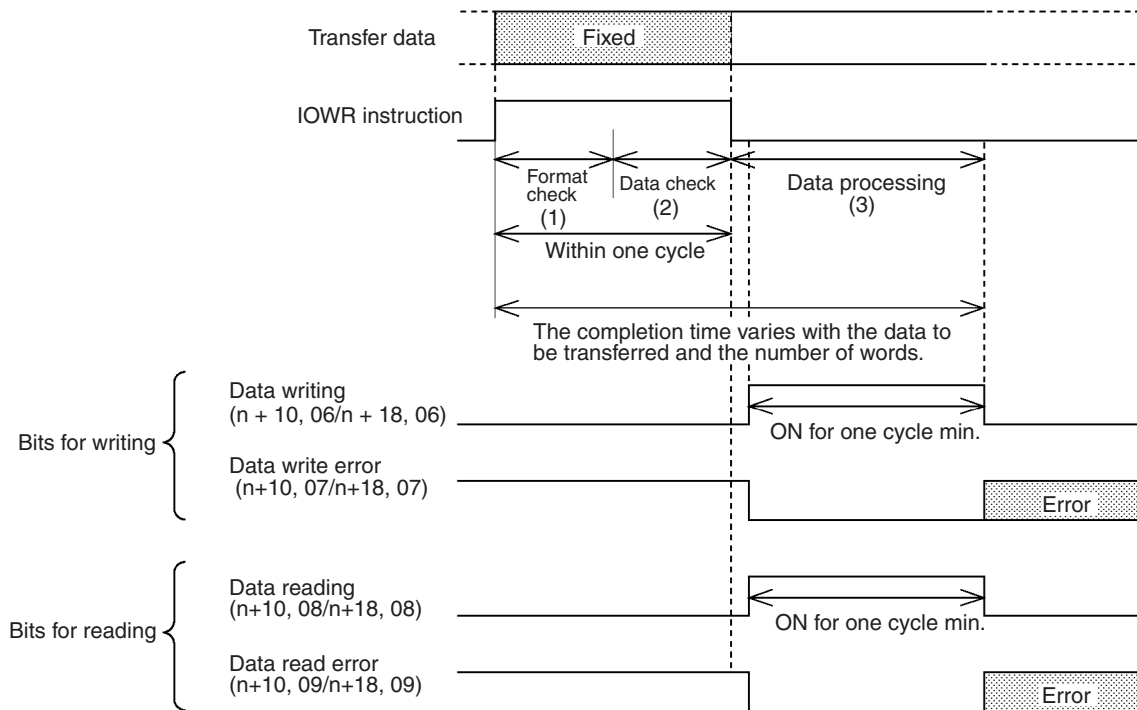 Transfer data
Fixed
IOWR instruction
Format
check
(1)
Data check
(2)
Data processing
(3)
Within one cycle
The completion time varies with the data to
be transferred and the number of words.
Bits for writing
Data writing
(n + 10, 06/n + 18, 06)
ON for one cycle min.
Data write error
(n+10, 07/n+18, 07)
Error
Bits for reading
Data reading
(n+10, 08/n+18, 08)
ON for one cycle min.
Data read error
(n+10, 09/n+18, 09)
Error